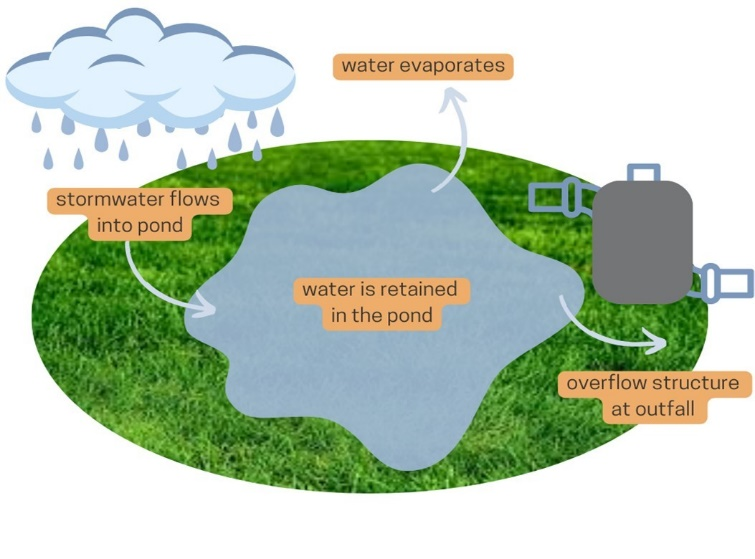 water evaporates
stormwater flows
into pond
water is retained
in the pond
overflow structure
at outfall